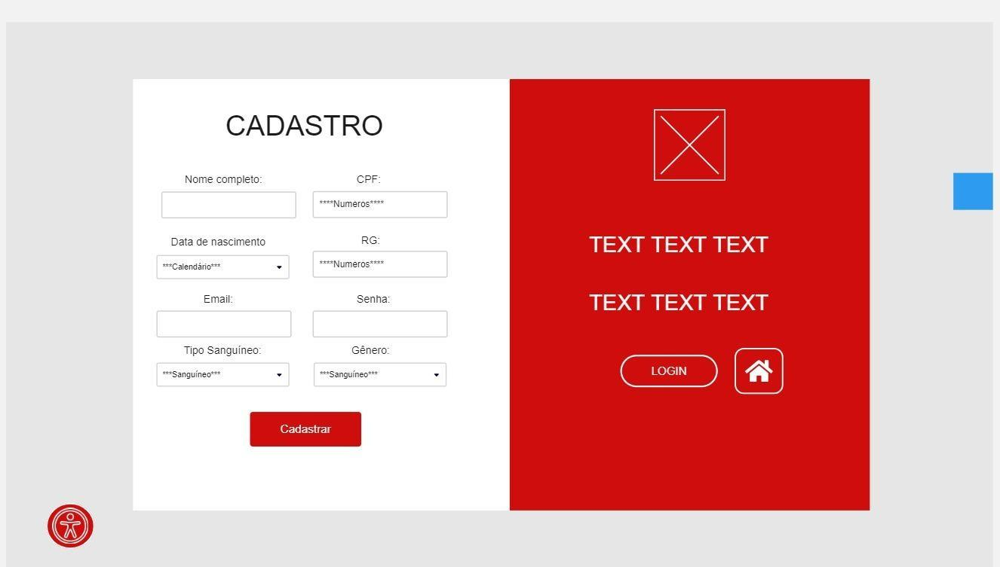 CADASTRO
Nome completo:
CPF:
****Numeros****
Data de nascimento
RG:
***Calendário***
****Numeros****
Email:
Senha:
Tipo Sanguíneo:
Gênero:
***Sanguíneo***
***Sanguíneo***
Cadastrar
TEXT TEXT TEXT
TEXT TEXT TEXT
LOGIN